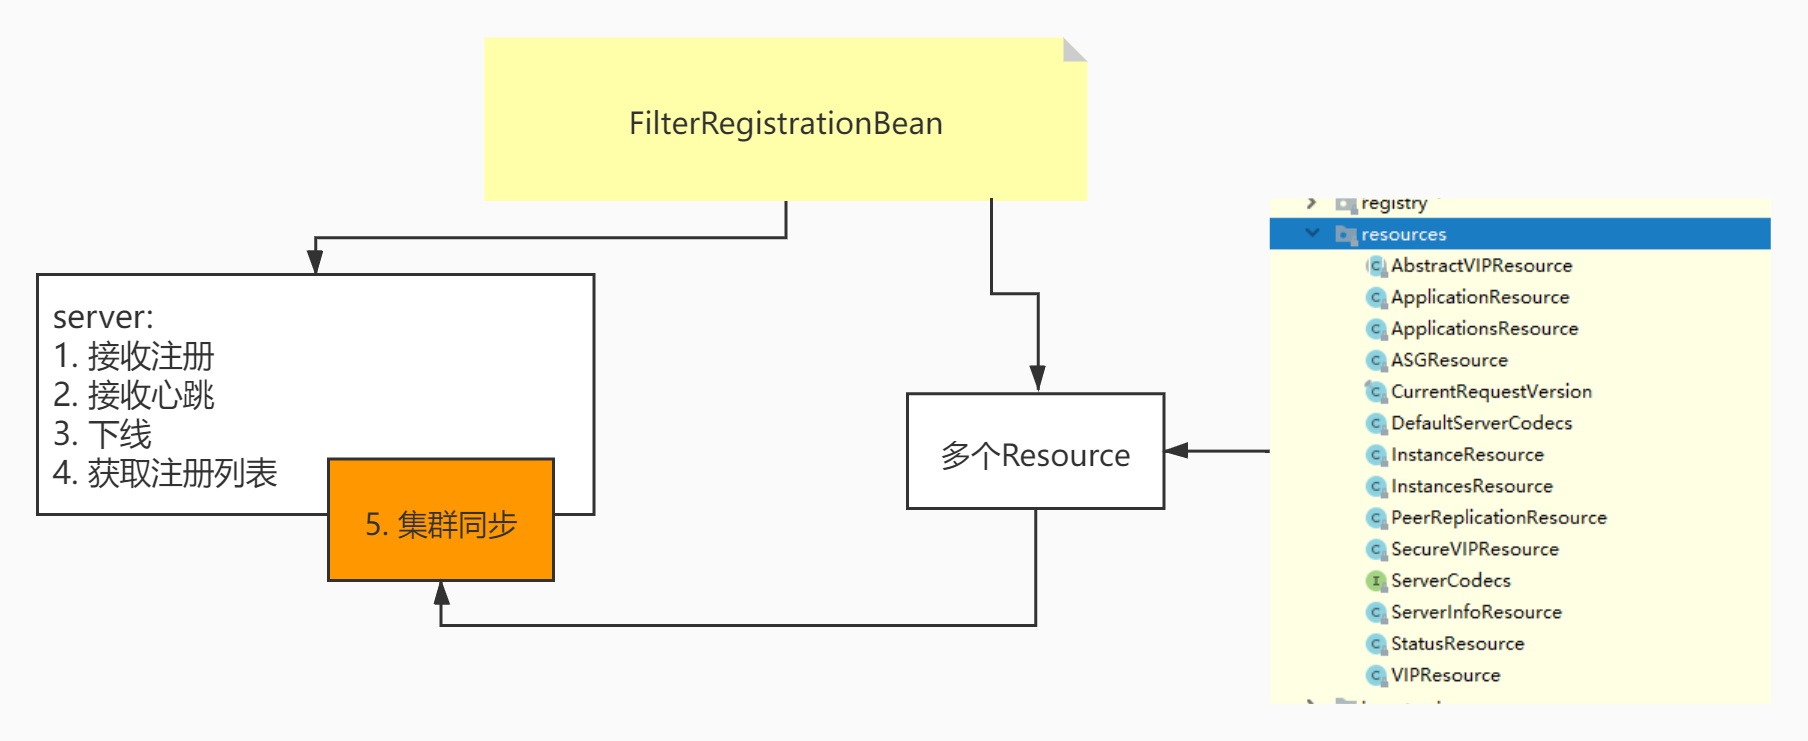 FilterRegistrationBean
server:
1. 接收注册
2. 接收心跳
3. 下线
4. 获取注册列表
5. 集群同步
多个Resource
registry
resources
AbstractVIPResource
ApplicationResource
ApplicationsResource
ASGResource
CurrentRequestVersion
DefaultServerCodecs
InstanceResource
InstancesResource
PeerReplicationResource
SecureVIPResource
ServerCodecs
ServerInfoResource
StatusResource
VIPResource